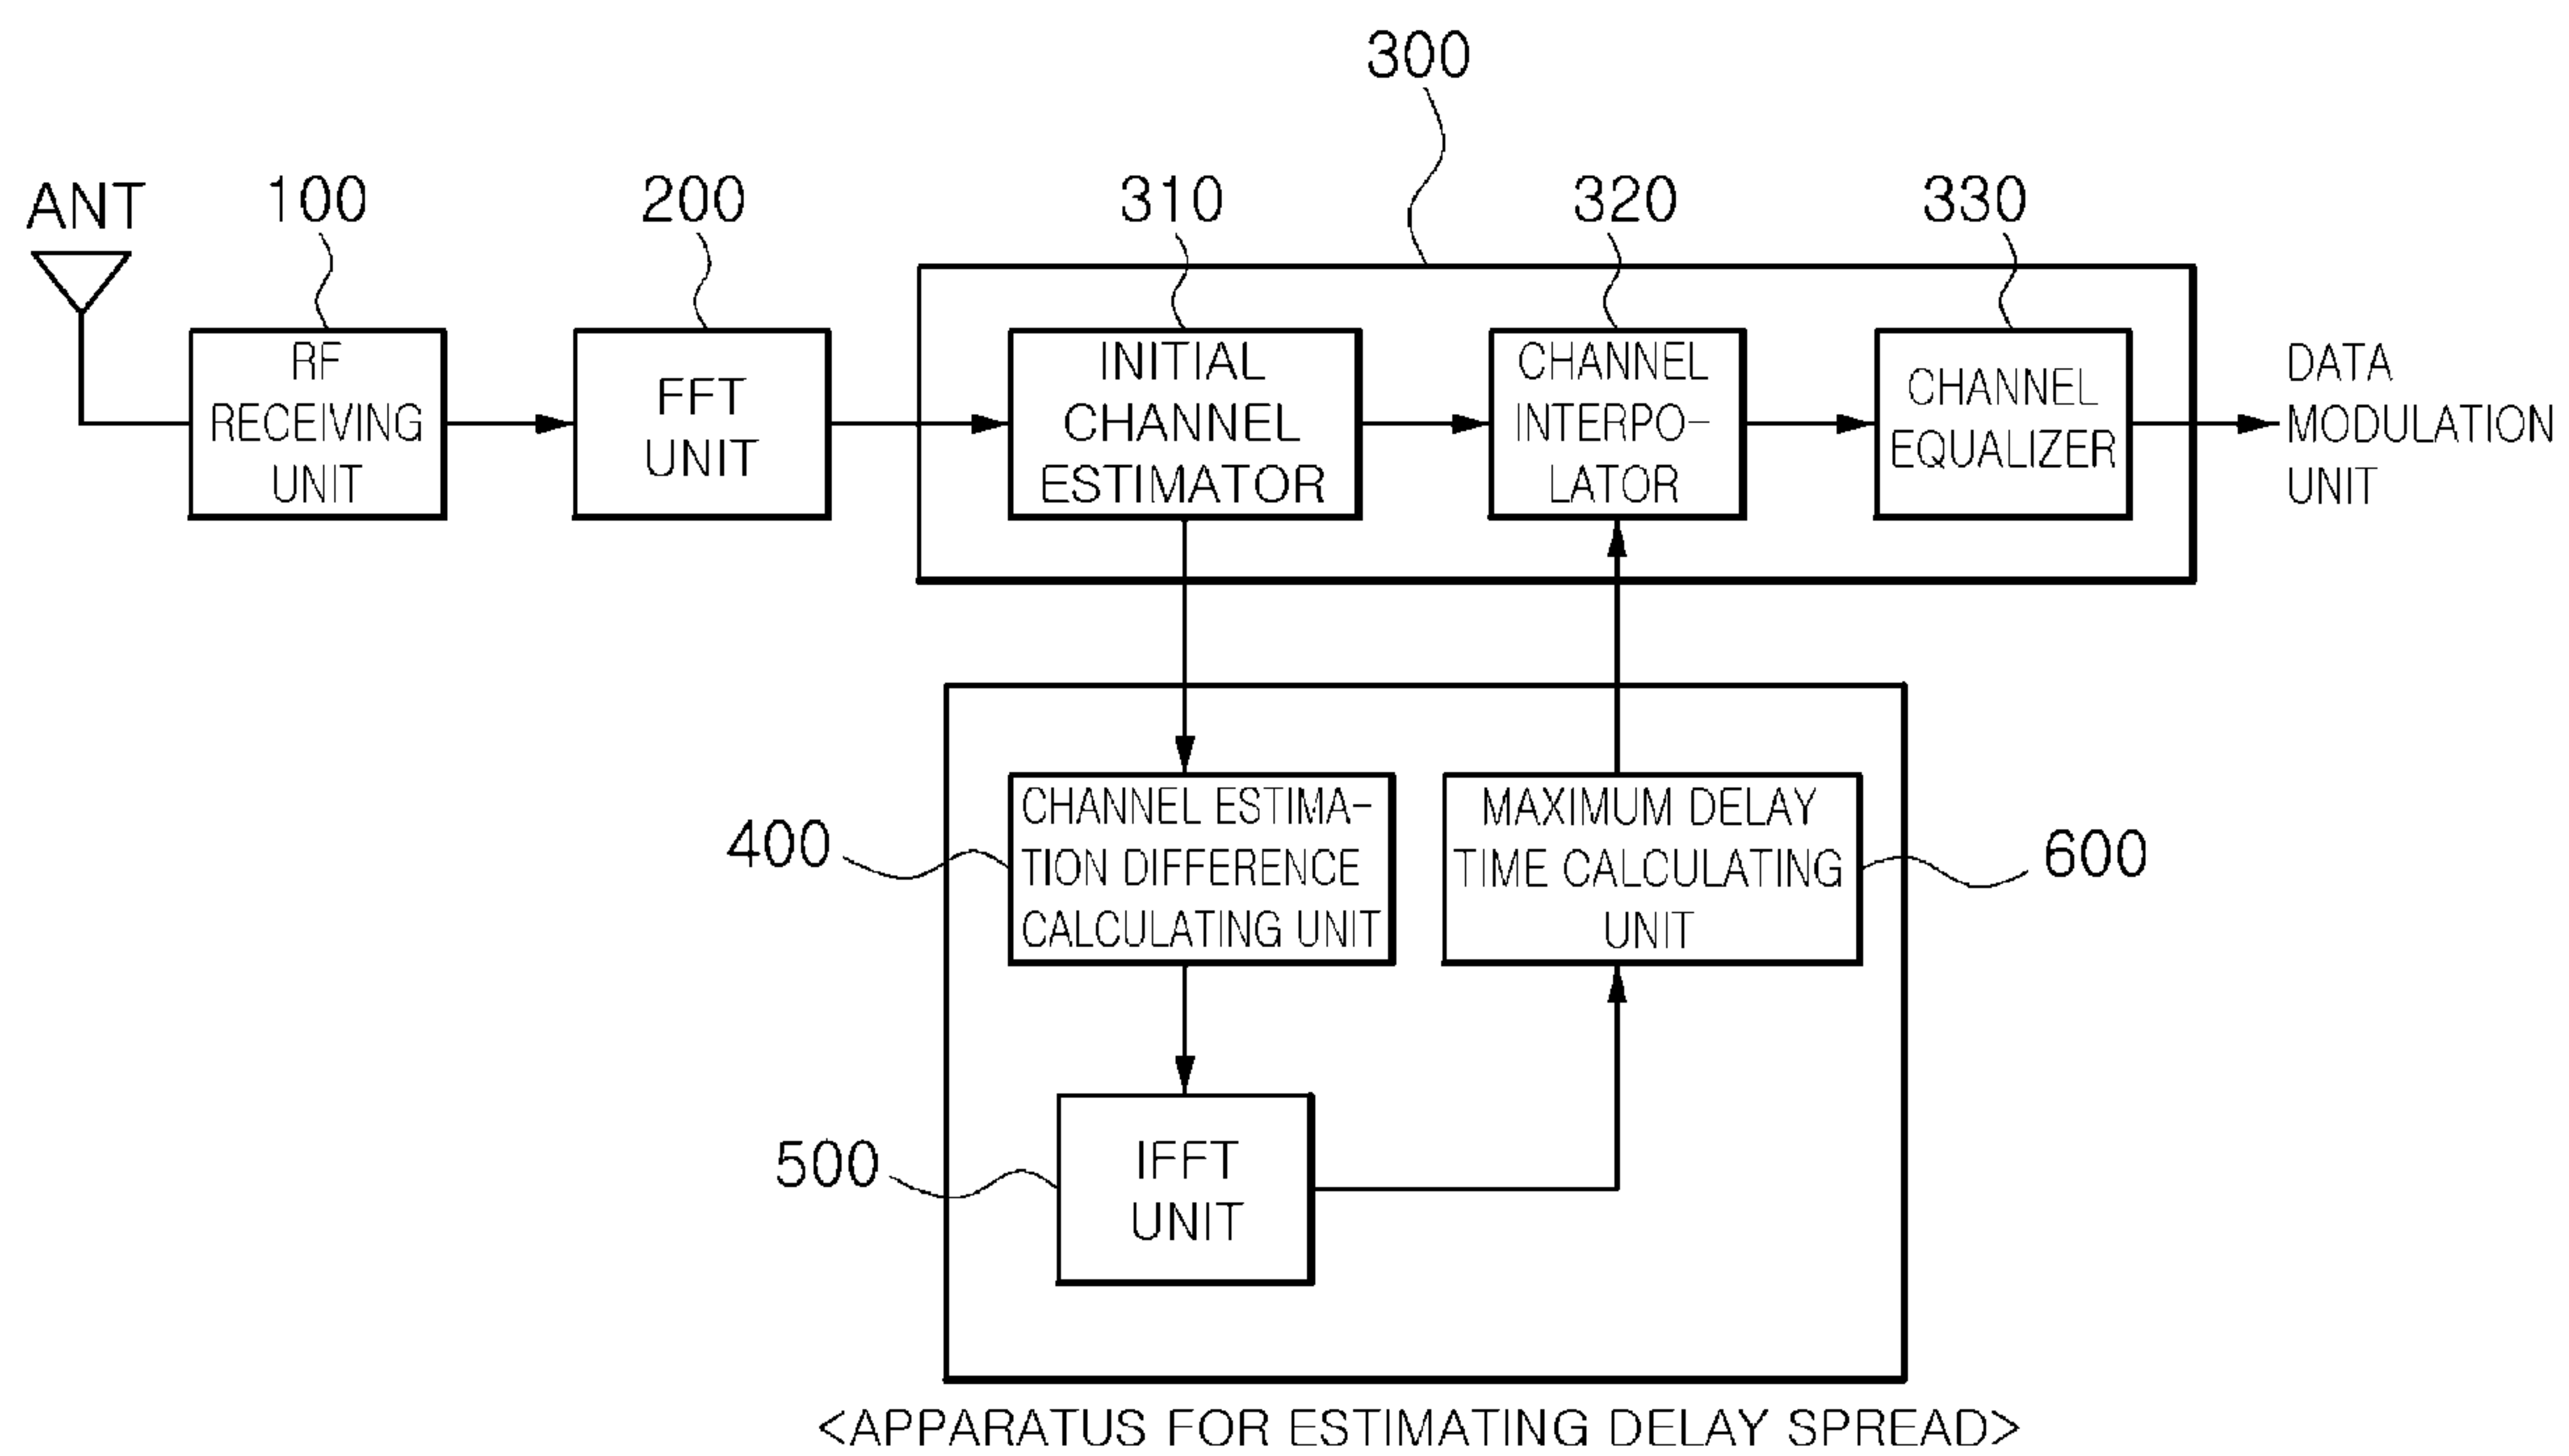 300
ANT
100
200
310
320
330
RF
RECEIVING
UNIT
FFT
UNIT
INITIAL
CHANNEL
ESTIMATOR
CHANNEL
INTERPO-
LATOR
CHANNEL
EQUALIZER
DATA
MODULATION
UNIT
400
CHANNEL ESTIMA-
TION DIFFERENCE
CALCULATING UNIT
MAXIMUM DELAY
TIME CALCULATING
UNIT
600
500
IFFT
UNIT
<APPARATUS FOR ESTIMATING DELAY SPREAD>